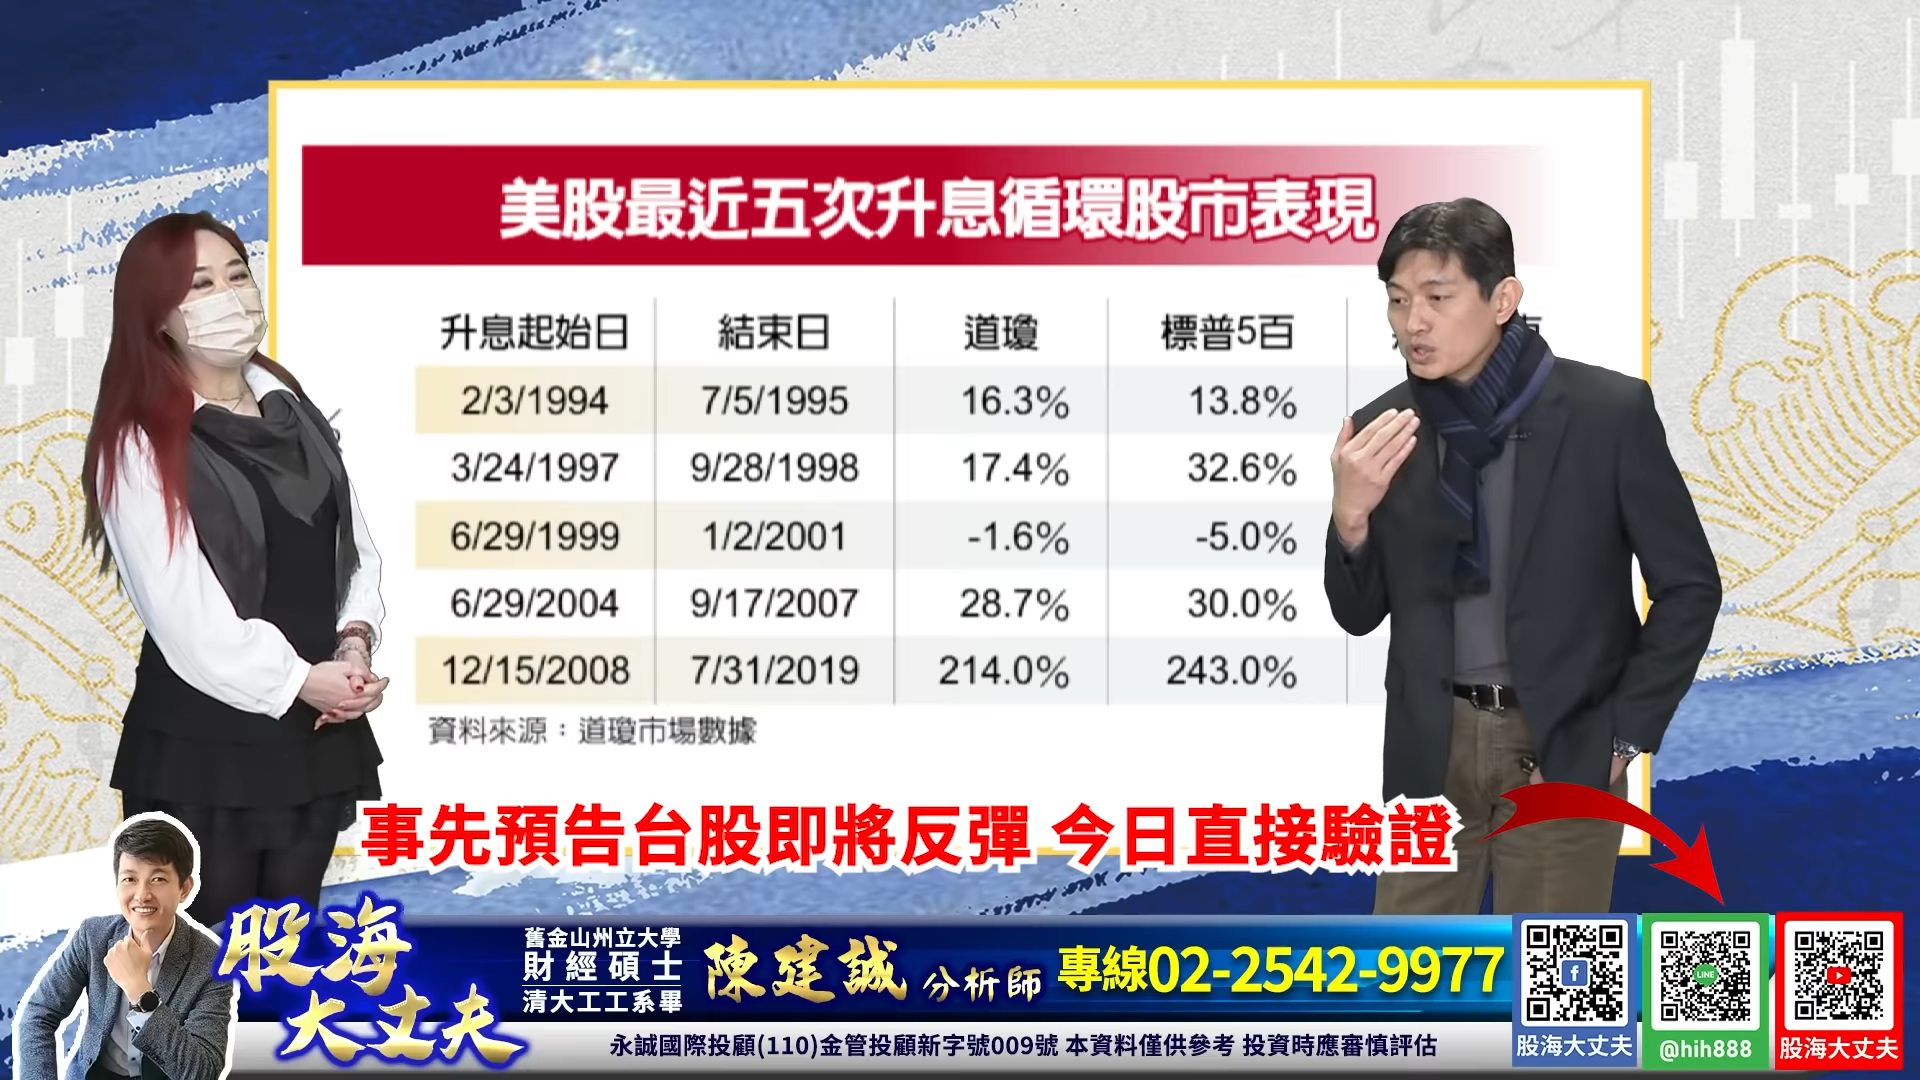 美股最近五次升息循環股市表現
升息起始日 結束日 道瓊 標普5百
2/3/1994 7/5/1995 16.3% 13.8%
3/24/1997 9/28/1998 17.4% 32.6%
6/29/1999 1/2/2001 -1.6% -5.0%
6/29/2004 9/17/2007 28.7% 30.0%
12/15/2008 7/31/2019 214.0% 243.0%
資料來源：道瓊市場數據
事先預告台股即將反彈 今日直接驗證
股海
大丈夫
舊金山州立大學
財經碩士
清大工工系畢
陳建誠 分析師
專線02-2542-9977
永誠國際投顧(110)金管投顧新字號009號 本資料僅供參考 投資時應審慎評估
股海大丈夫
LINE
@hih888
股海大丈夫